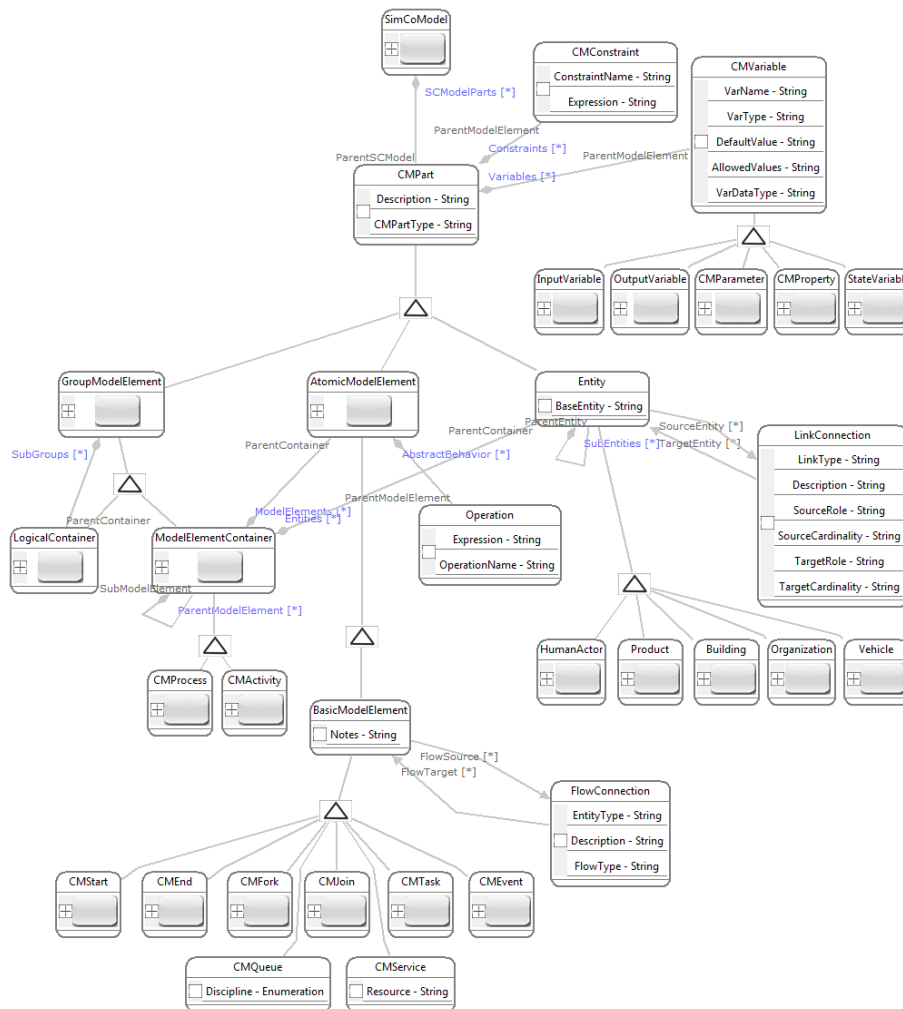 SimCoModel
SCModelParts [*]
CMConstraint
ConstraintName - String
Expression - String
CMVariable
VarName - String
VarType - String
DefaultValue - String
AllowedValues - String
VarDataType - String
ParentModelElement
Constraints [*]
ParentModelElement
ParentSCModel
Variables [*]
CMPart
Description - String
CMPartType - String
InputVariable
OutputVariable
CMParameter
CMProperty
StateVariabl
GroupModelElement
AtomicModelElement
Entity
BaseEntity - String
ParentEntity
SubEntities [*]
SourceEntity [*]
TargetEntity [*]
LinkConnection
LinkType - String
Description - String
SourceRole - String
SourceCardinality - String
TargetRole - String
TargetCardinality - String
SubGroups [*]
ParentContainer
ParentContainer
AbstractBehavior [*]
ParentModelElement
ModelElements [*]
Entities [*]
Operation
Expression - String
OperationName - String
ParentContainer
LogicalContainer
ModelElementContainer
SubModelElement
ParentModelElement [*]
CMProcess
CMActivity
HumanActor
Product
Building
Organization
Vehicle
BasicModelElement
Notes - String
FlowSource [*]
FlowTarget [*]
FlowConnection
EntityType - String
Description - String
FlowType - String
CMStart
CMEnd
CMFork
CMJoin
CMTask
CMEvent
CMQueue
Discipline - Enumeration
CMService
Resource - String